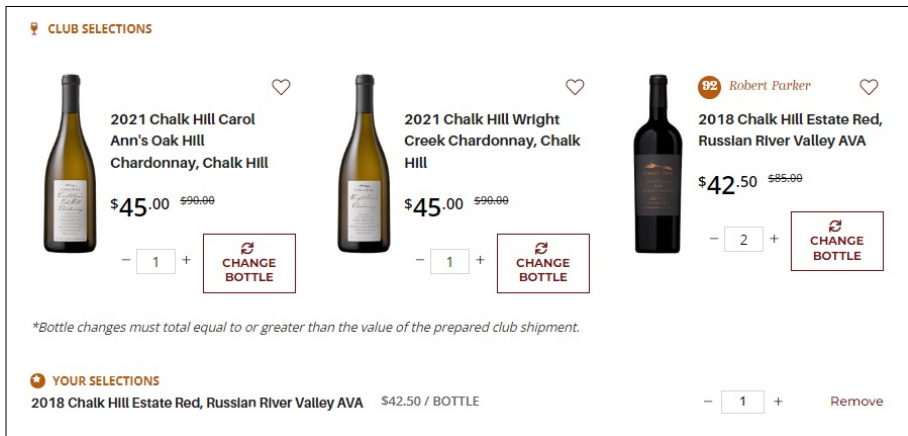 CLUB SELECTIONS
2021 Chalk Hill Carol
Ann's Oak Hill
Chardonnay, Chalk Hill
$45.00 $90.00
− 1 +
CHANGE
BOTTLE
2021 Chalk Hill Wright
Creek Chardonnay, Chalk
Hill
$45.00 $90.00
− 1 +
CHANGE
BOTTLE
92 Robert Parker
2018 Chalk Hill Estate Red,
Russian River Valley AVA
$42.50 $85.00
− 2 +
CHANGE
BOTTLE
*Bottle changes must total equal to or greater than the value of the prepared club shipment.
YOUR SELECTIONS
2018 Chalk Hill Estate Red, Russian River Valley AVA $42.50 / BOTTLE − 1 + Remove